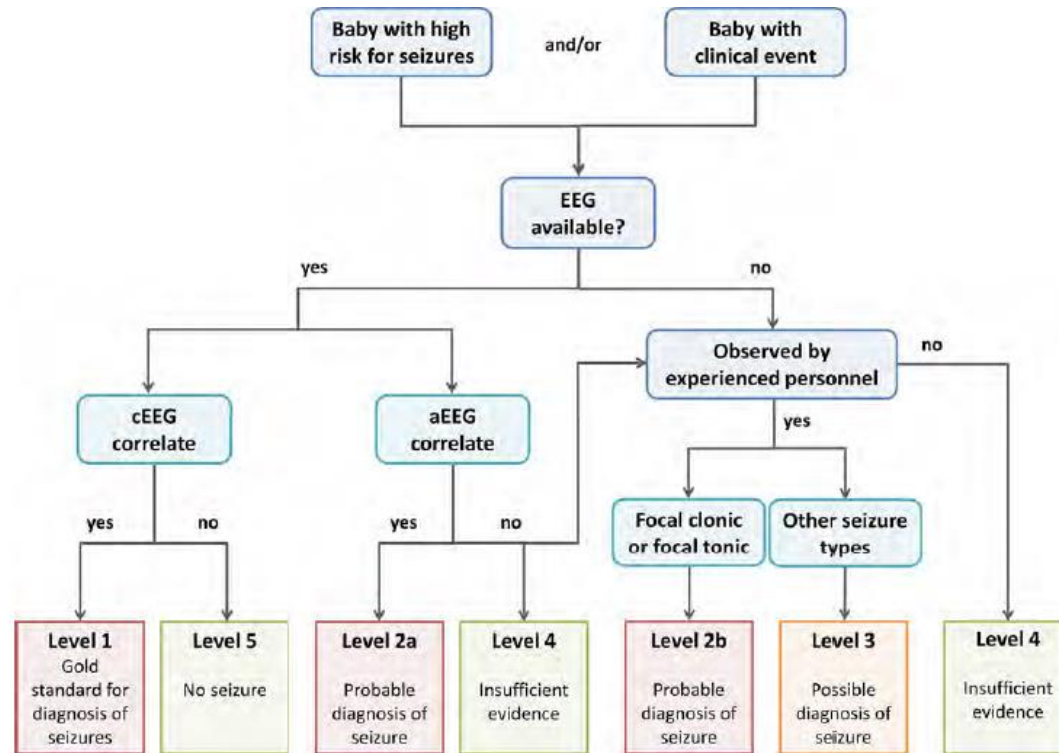 Baby with high
risk for seizures
and/or
Baby with
clinical event
EEG
available?
yes
no
Observed by
experienced personnel
no
cEEG
correlate
aEEG
correlate
yes
yes
no
yes
no
Focal clonic
or focal tonic
Other seizure
types
Level 1
Gold
standard for
diagnosis of
seizures
Level 5
No seizure
Level 2a
Probable
diagnosis of
seizure
Level 4
Insufficient
evidence
Level 2b
Probable
diagnosis of
seizure
Level 3
Possible
diagnosis of
seizure
Level 4
Insufficient
evidence